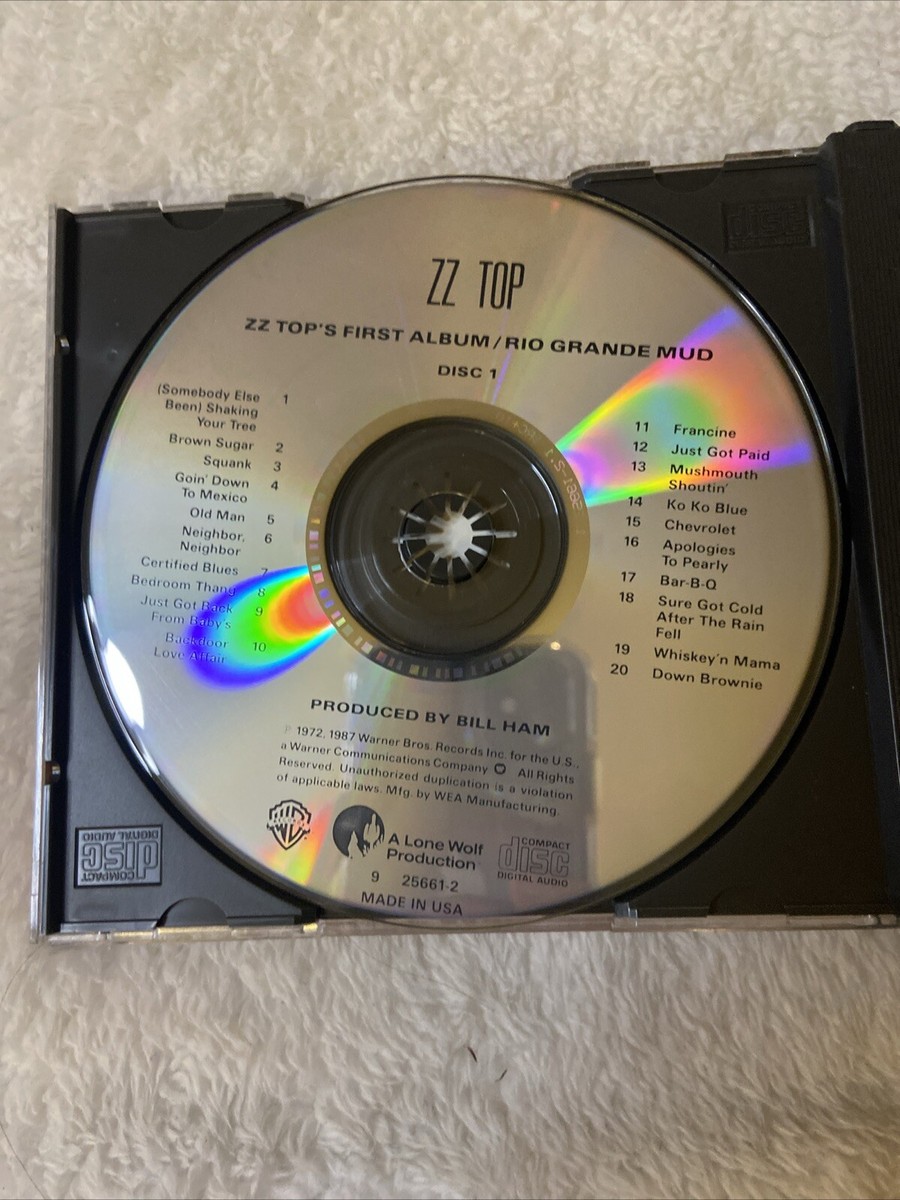 ZZ TOP
ZZ TOP'S FIRST ALBUM/RIO GRANDE MUD
DISC 1
(Somebody Else 1
Been) Shaking
Your Tree
Brown Sugar 2
Squank 3
Goin' Down 4
To Mexico
Old Man 5
Neighbor, 6
Neighbor
Certified Blues 7
Bedroom Thang 8
Just Got Back 9
From Baby's
Backdoor 10
Love Affair
11 Francine
12 Just Got Paid
13 Mushmouth
Shoutin'
14 Ko Ko Blue
15 Chevrolet
16 Apologies
To Pearly
17 Bar-B-Q
18 Sure Got Cold
After The Rain
Fell
19 Whiskey'n Mama
20 Down Brownie
PRODUCED BY BILL HAM
℗ 1972, 1987 Warner Bros. Records Inc. for the U.S.,
a Warner Communications Company All Rights
Reserved. Unauthorized duplication is a violation
of applicable laws. Mfg. by WEA Manufacturing.
A Lone Wolf
Production
COMPACT
disc
DIGITAL AUDIO
9 25661-2
MADE IN USA
COMPACT
disc
DIGITAL AUDIO
disc